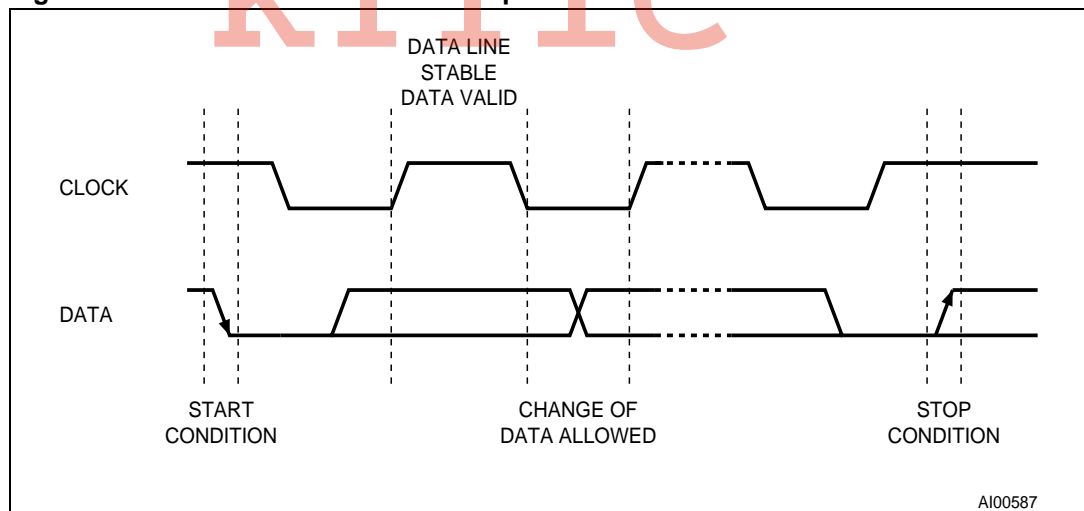 DATA LINE
STABLE
DATA VALID
CLOCK
DATA
START
CONDITION
CHANGE OF
DATA ALLOWED
STOP
CONDITION
AI00587